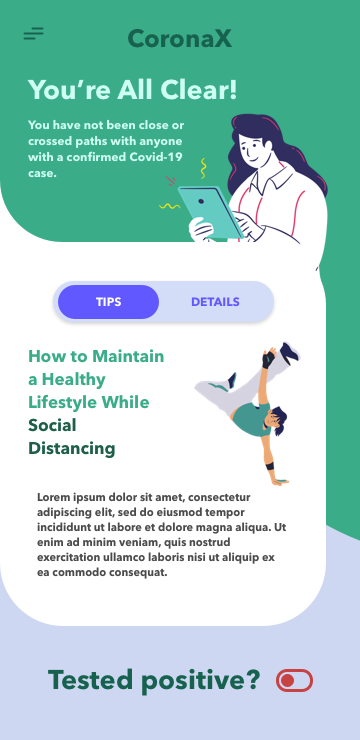 CoronaX
You're All Clear!
You have not been close or
crossed paths with anyone
with a confirmed Covid-19
case.
TIPS
DETAILS
How to Maintain
a Healthy
Lifestyle While
Social
Distancing
Lorem ipsum dolor sit amet, consectetur
adipiscing elit, sed do eiusmod tempor
incididunt ut labore et dolore magna aliqua. Ut
enim ad minim veniam, quis nostrud
exercitation ullamco laboris nisi ut aliquip ex
ea commodo consequat.
Tested positive?